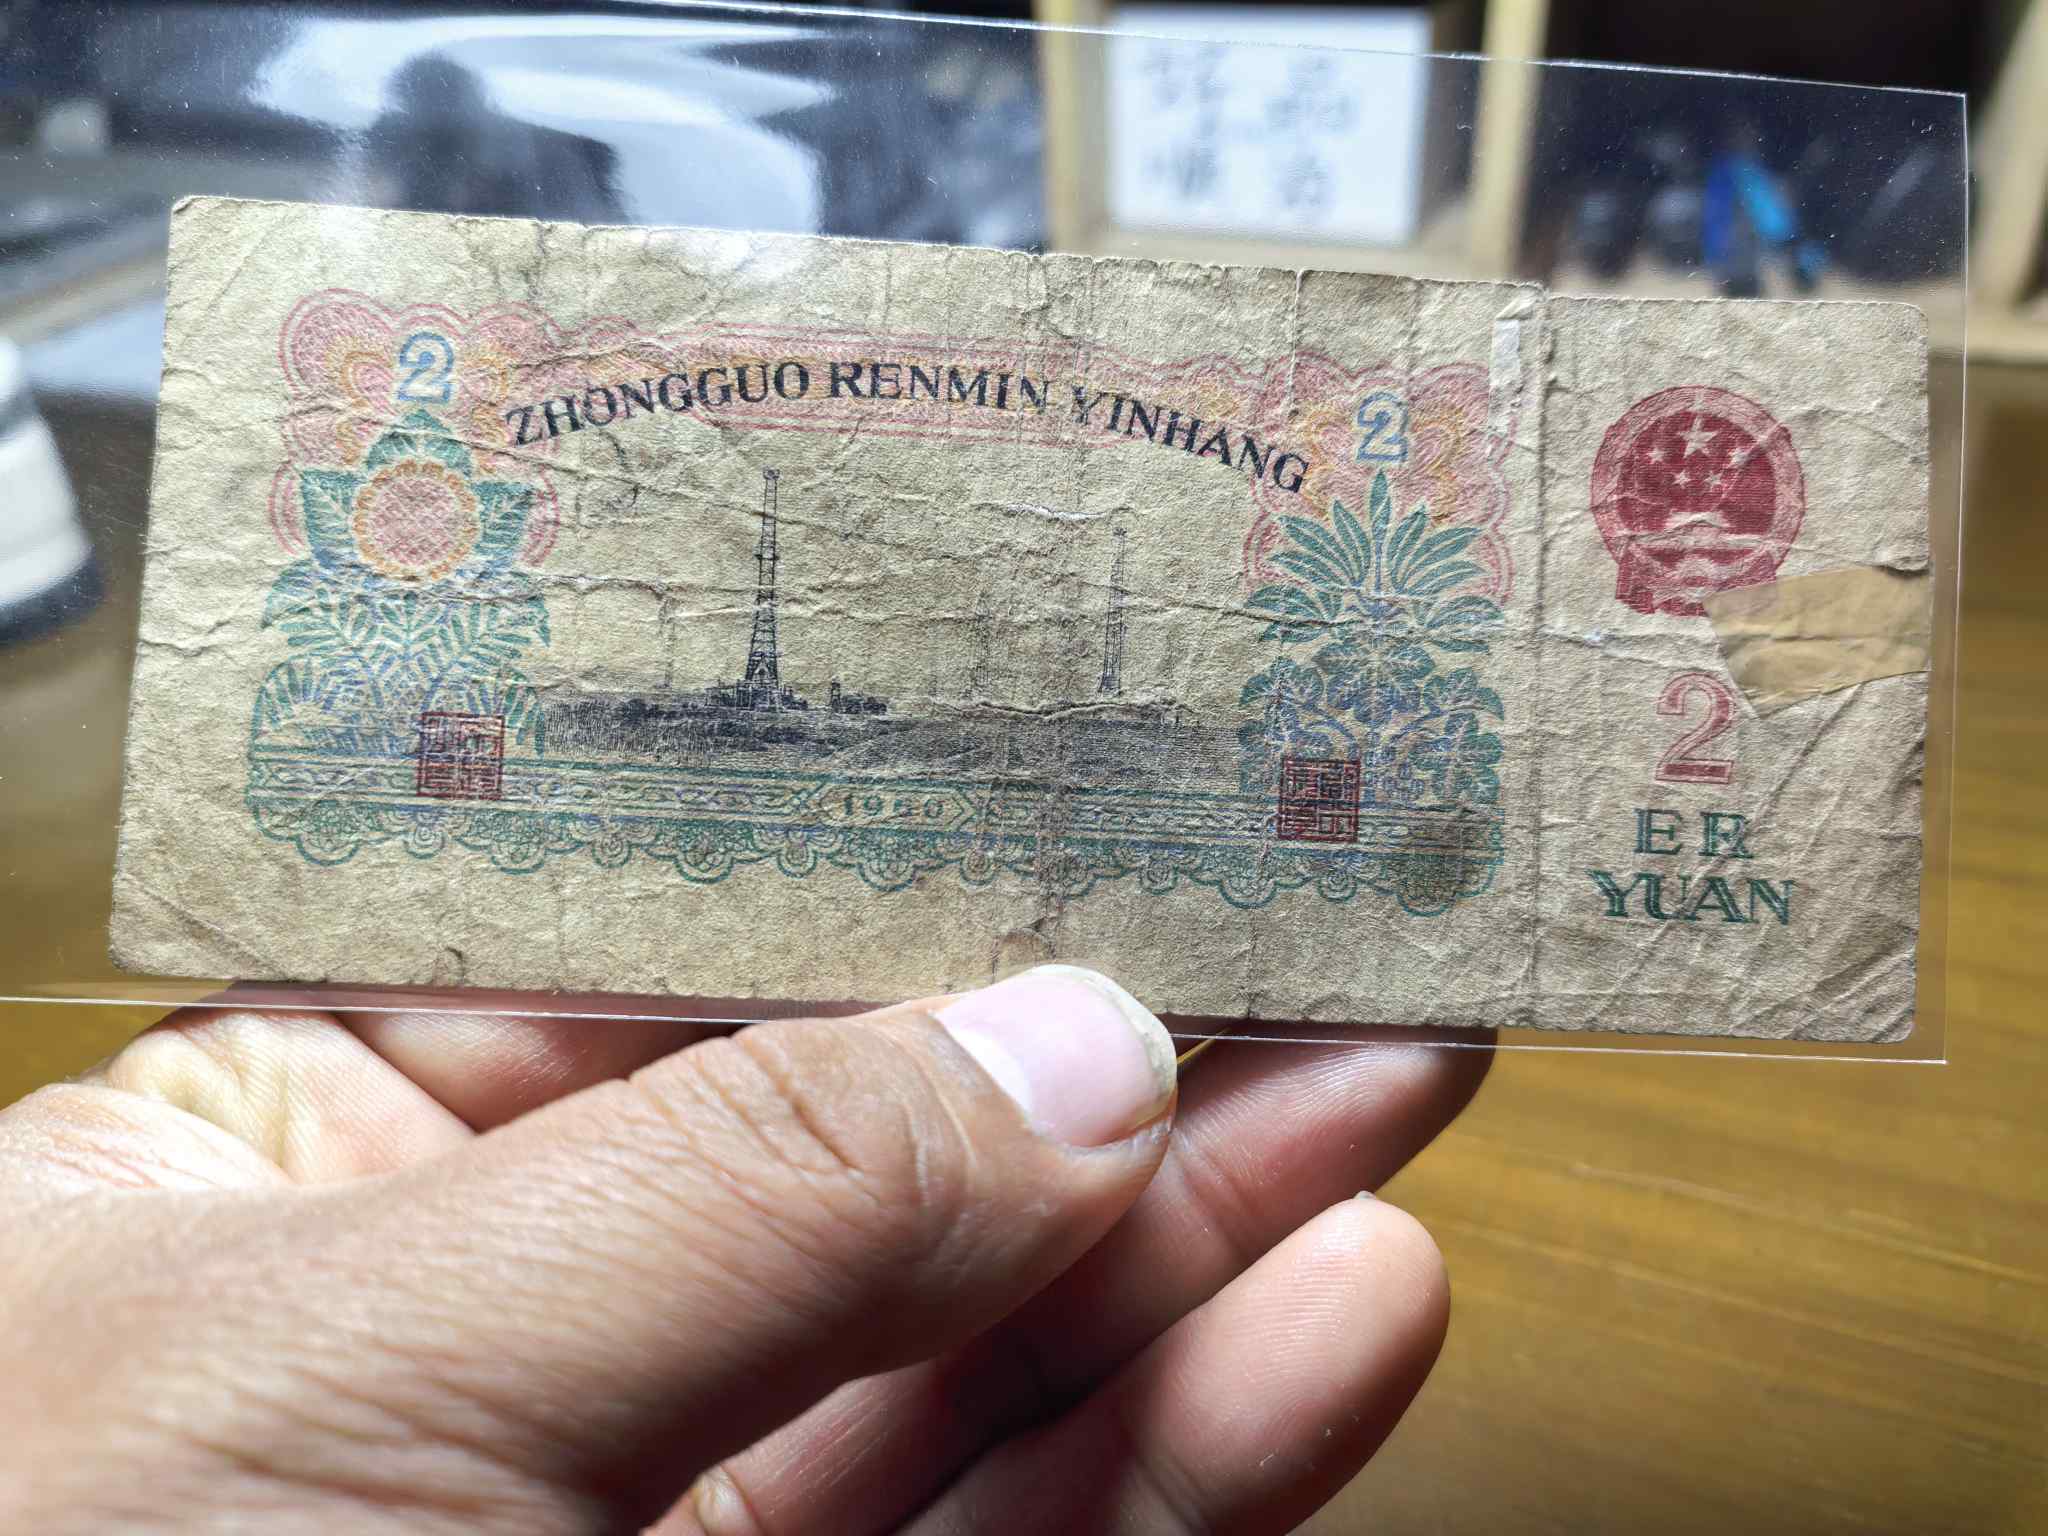 2
2
ZHONGGUO RENMIN YINHANG
1960
2
ER
YUAN